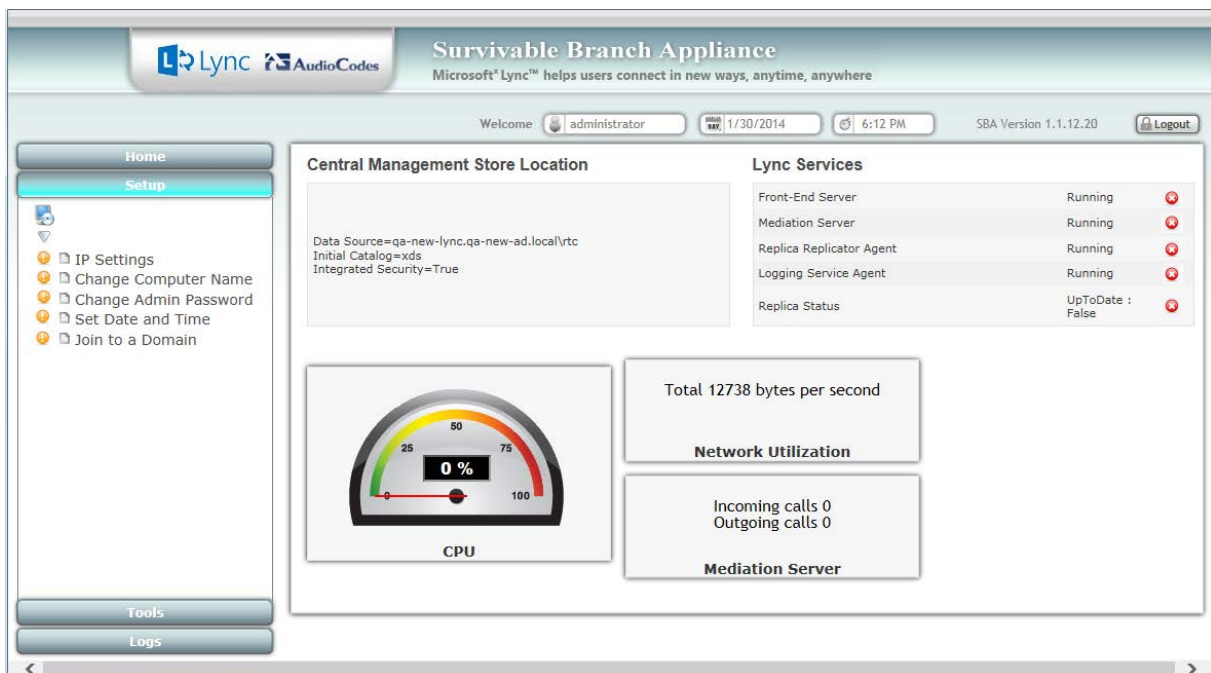 Lync AudioCodes
Survivable Branch Appliance
Microsoft® Lync™ helps users connect in new ways, anytime, anywhere
Welcome administrator 1/30/2014 6:12 PM SBA Version 1.1.12.20 Logout
Home
Setup
IP Settings
Change Computer Name
Change Admin Password
Set Date and Time
Join to a Domain
Tools
Logs
Central Management Store Location
Data Source=qa-new-lync.qa-new-ad.local\rtc
Initial Catalog=xds
Integrated Security=True
Lync Services
Front-End Server Running
Mediation Server Running
Replica Replicator Agent Running
Logging Service Agent Running
Replica Status UpToDate :
False
0
25
50
75
100
0 %
CPU
Total 12738 bytes per second
Network Utilization
Incoming calls 0
Outgoing calls 0
Mediation Server